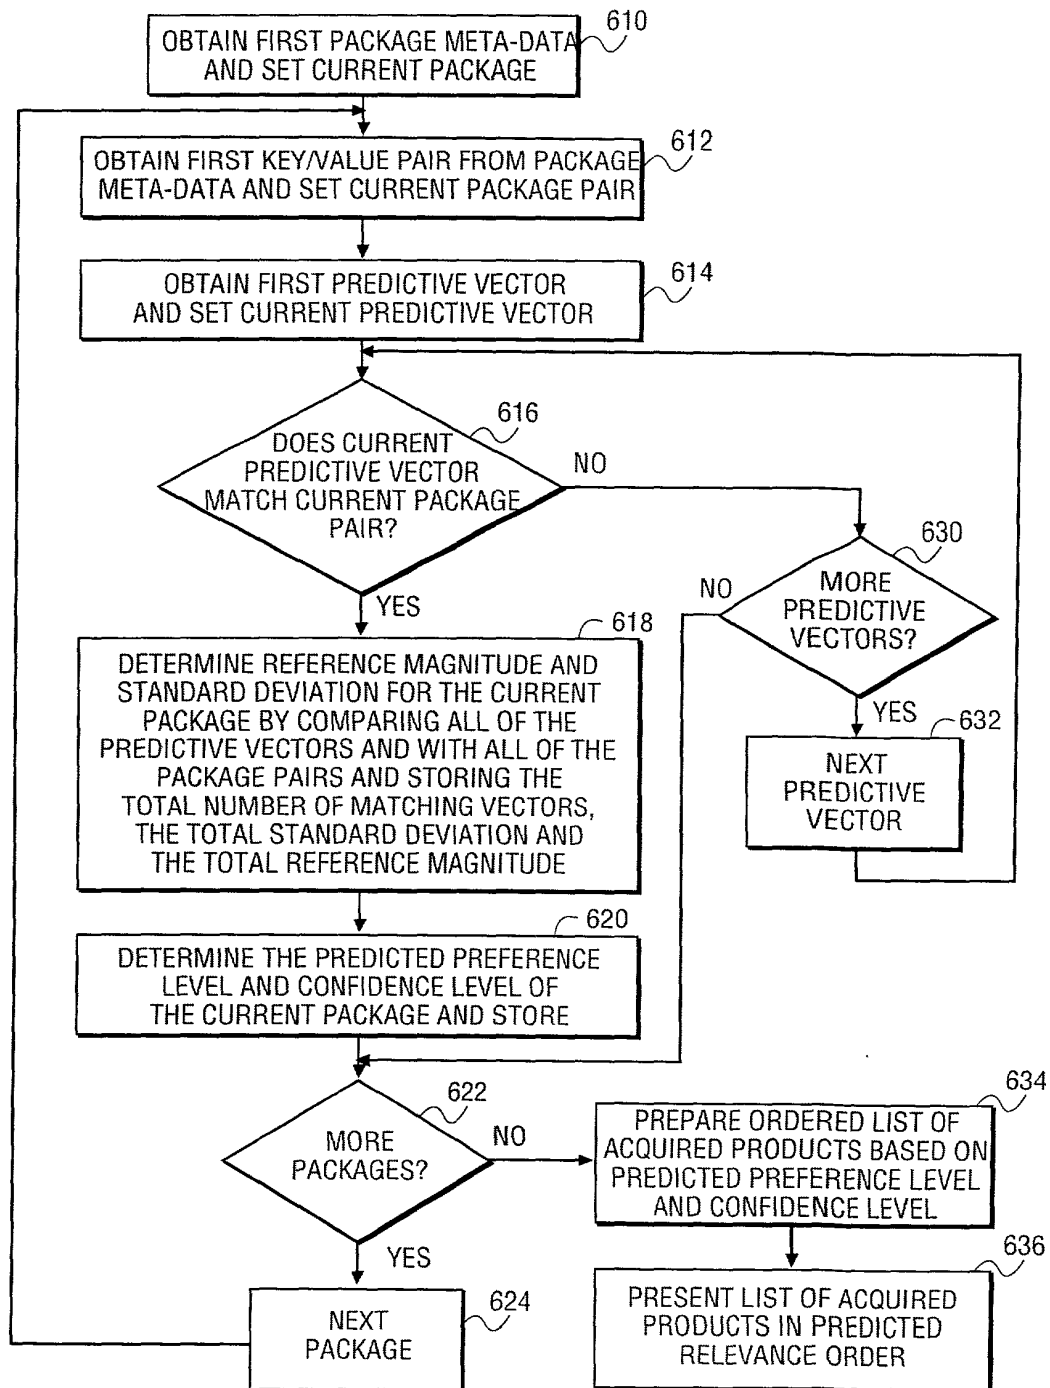 610
OBTAIN FIRST PACKAGE META-DATA
AND SET CURRENT PACKAGE
612
OBTAIN FIRST KEY/VALUE PAIR FROM PACKAGE
META-DATA AND SET CURRENT PACKAGE PAIR
614
OBTAIN FIRST PREDICTIVE VECTOR
AND SET CURRENT PREDICTIVE VECTOR
616
DOES CURRENT
PREDICTIVE VECTOR
MATCH CURRENT PACKAGE
PAIR?
NO
YES
630
MORE
PREDICTIVE
VECTORS?
NO
YES
632
NEXT
PREDICTIVE
VECTOR
618
DETERMINE REFERENCE MAGNITUDE AND
STANDARD DEVIATION FOR THE CURRENT
PACKAGE BY COMPARING ALL OF THE
PREDICTIVE VECTORS AND WITH ALL OF THE
PACKAGE PAIRS AND STORING THE
TOTAL NUMBER OF MATCHING VECTORS,
THE TOTAL STANDARD DEVIATION AND
THE TOTAL REFERENCE MAGNITUDE
620
DETERMINE THE PREDICTED PREFERENCE
LEVEL AND CONFIDENCE LEVEL OF
THE CURRENT PACKAGE AND STORE
622
MORE
PACKAGES?
NO
YES
624
NEXT
PACKAGE
634
PREPARE ORDERED LIST OF
ACQUIRED PRODUCTS BASED ON
PREDICTED PREFERENCE LEVEL
AND CONFIDENCE LEVEL
636
PRESENT LIST OF ACQUIRED
PRODUCTS IN PREDICTED
RELEVANCE ORDER